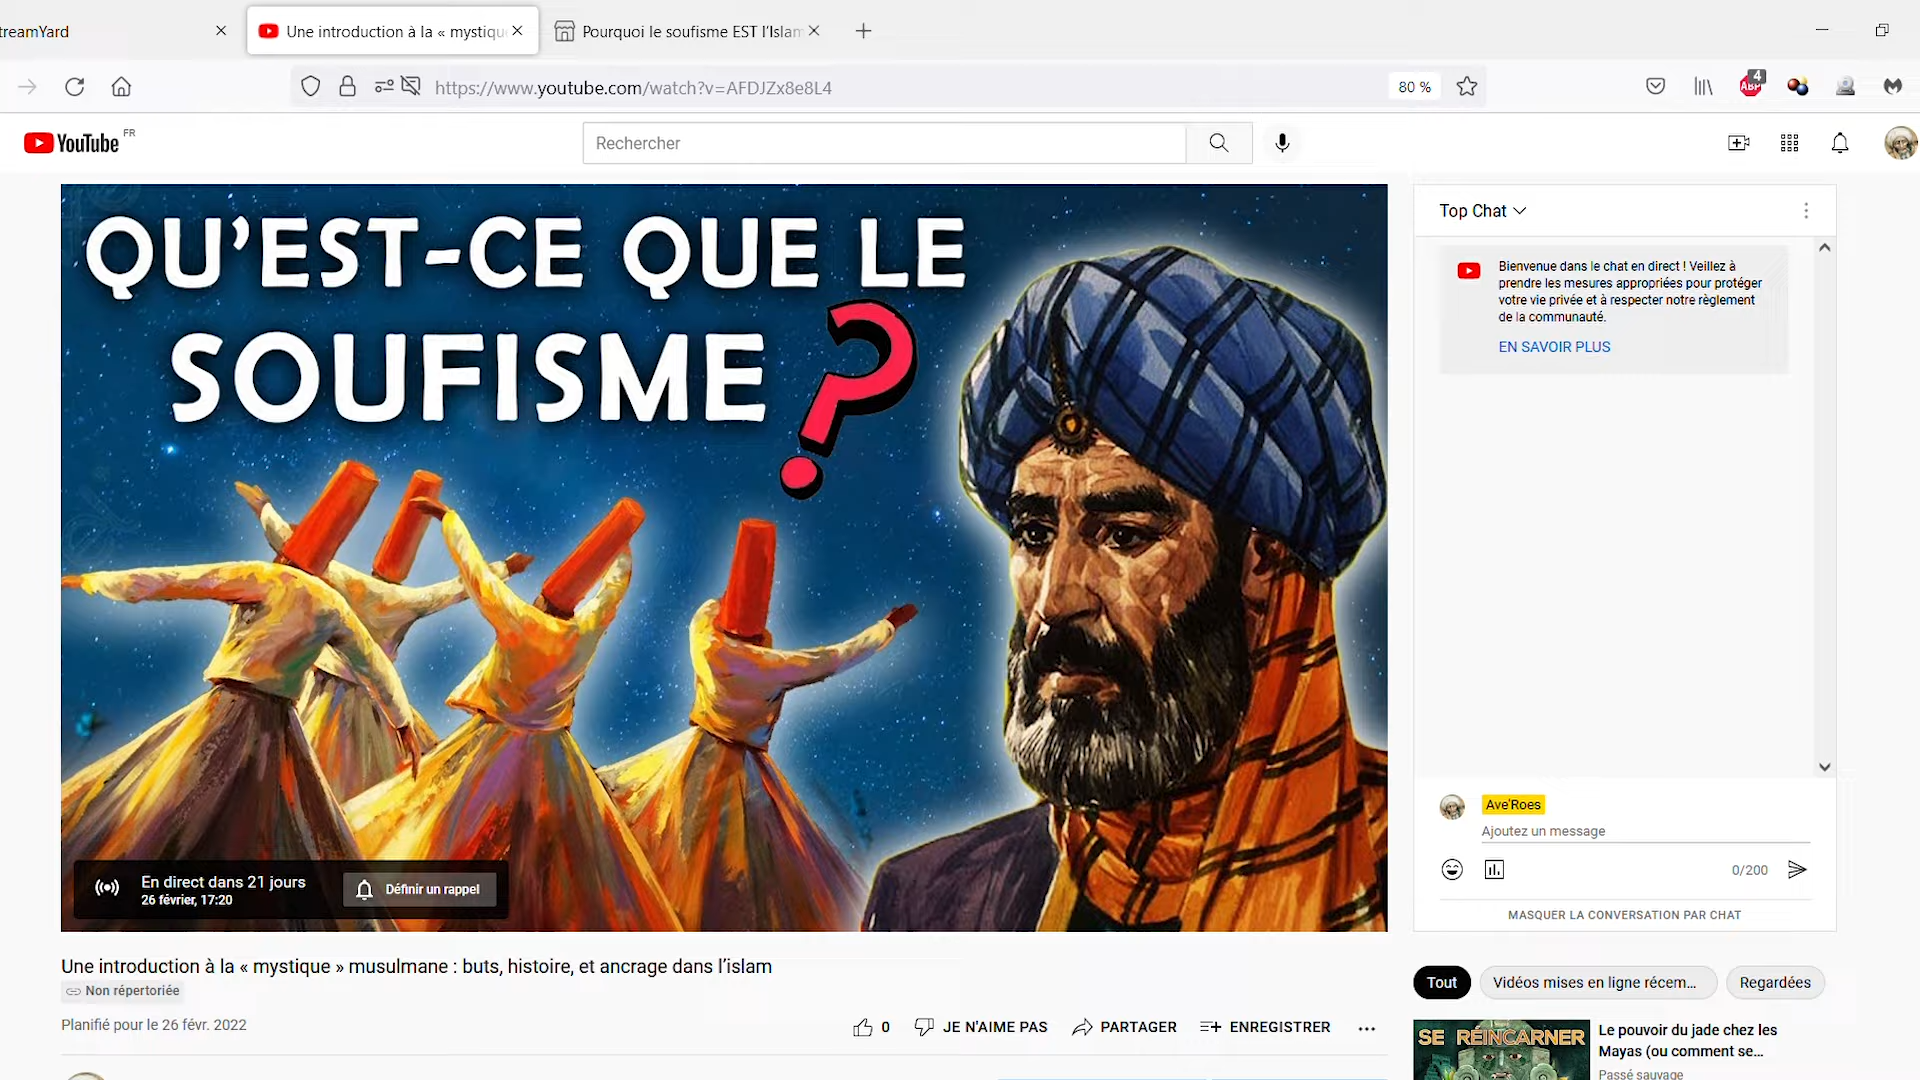 treamYard
Une introduction à la « mystiqu
Pourquoi le soufisme EST l'Islam
https://www.youtube.com/watch?v=AFDJZx8e8L4
80 %
4
ABP
YouTube FR
Rechercher
QU'EST-CE QUE LE
SOUFISME ?
En direct dans 21 jours
26 février, 17:20
Définir un rappel
Top Chat
Bienvenue dans le chat en direct ! Veillez à
prendre les mesures appropriées pour protéger
votre vie privée et à respecter notre règlement
de la communauté.
EN SAVOIR PLUS
Ave'Roes
Ajoutez un message
0/200
MASQUER LA CONVERSATION PAR CHAT
Une introduction à la « mystique » musulmane : buts, histoire, et ancrage dans l'islam
Non répertoriée
Planifié pour le 26 févr. 2022
0
JE N'AIME PAS
PARTAGER
ENREGISTRER
Tout
Vidéos mises en ligne récem...
Regardées
SE RÉINCARNER
Le pouvoir du jade chez les
Mayas (ou comment se...
Passé sauvage